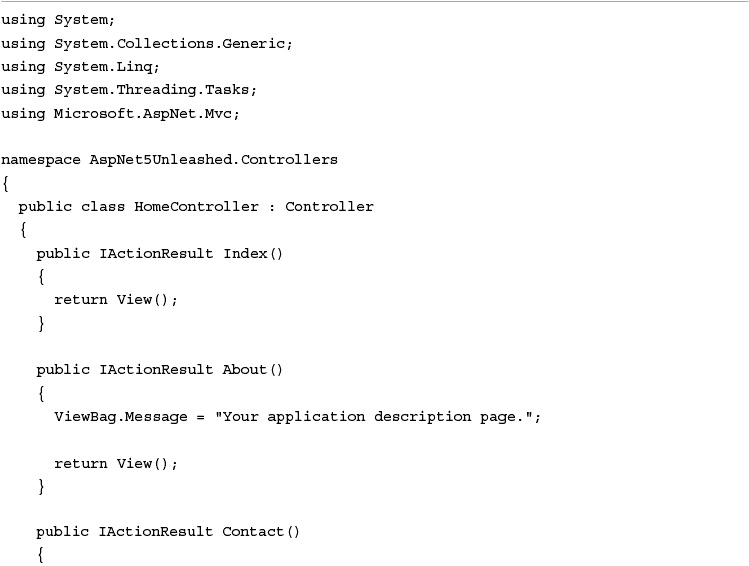 using System;
using System.Collections.Generic;
using System.Linq;
using System.Threading.Tasks;
using Microsoft.AspNet.Mvc;

namespace AspNet5Unleashed.Controllers
{
  public class HomeController : Controller
  {
    public IActionResult Index()
    {
      return View();
    }

    public IActionResult About()
    {
      ViewBag.Message = "Your application description page.";

      return View();
    }

    public IActionResult Contact()
    {